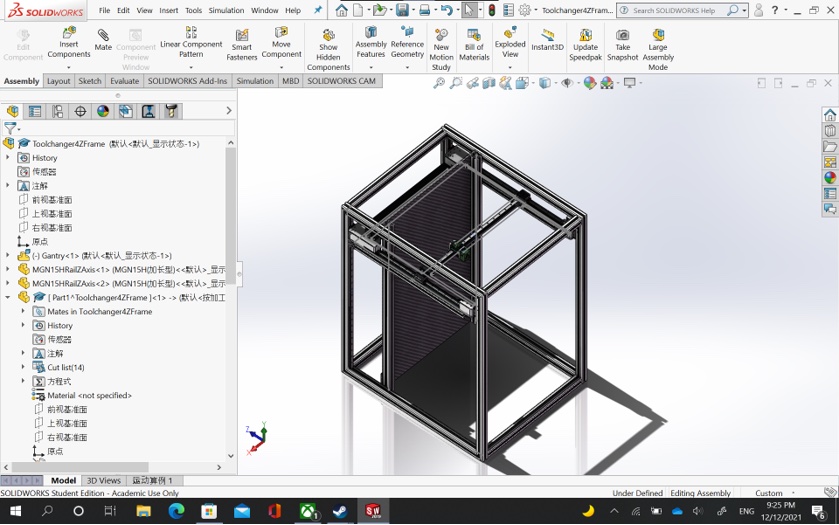 SOLIDWORKS
File Edit View Insert Tools Simulation Window Help
Toolchanger4ZFram...
Search SOLIDWORKS Help
Edit Component
Insert Components
Mate
Component Preview Window
Linear Component Pattern
Smart Fasteners
Move Component
Show Hidden Components
Assembly Features
Reference Geometry
New Motion Study
Bill of Materials
Exploded View
Instant3D
Update Speedpak
Take Snapshot
Large Assembly Mode
Assembly Layout Sketch Evaluate SOLIDWORKS Add-Ins Simulation MBD SOLIDWORKS CAM
Toolchanger4ZFrame (默认<默认_显示状态-1>)
History
传感器
注解
前视基准面
上视基准面
右视基准面
原点
(-) Gantry<1> (默认<默认_显示状态-1>)
MGN15HRailZAxis<1> (MGN15H(加长型)<<默认>_显示
MGN15HRailZAxis<2> (MGN15H(加长型)<<默认>_显示
[ Part1^Toolchanger4ZFrame ]<1> -> (默认<按加工
Mates in Toolchanger4ZFrame
History
传感器
注解
Cut list(14)
方程式
Material <not specified>
前视基准面
上视基准面
右视基准面
原点
Z Y X
Model 3D Views 运动算例 1
SOLIDWORKS Student Edition - Academic Use Only
Under Defined Editing Assembly Custom
ENG
9:25 PM
12/12/2021